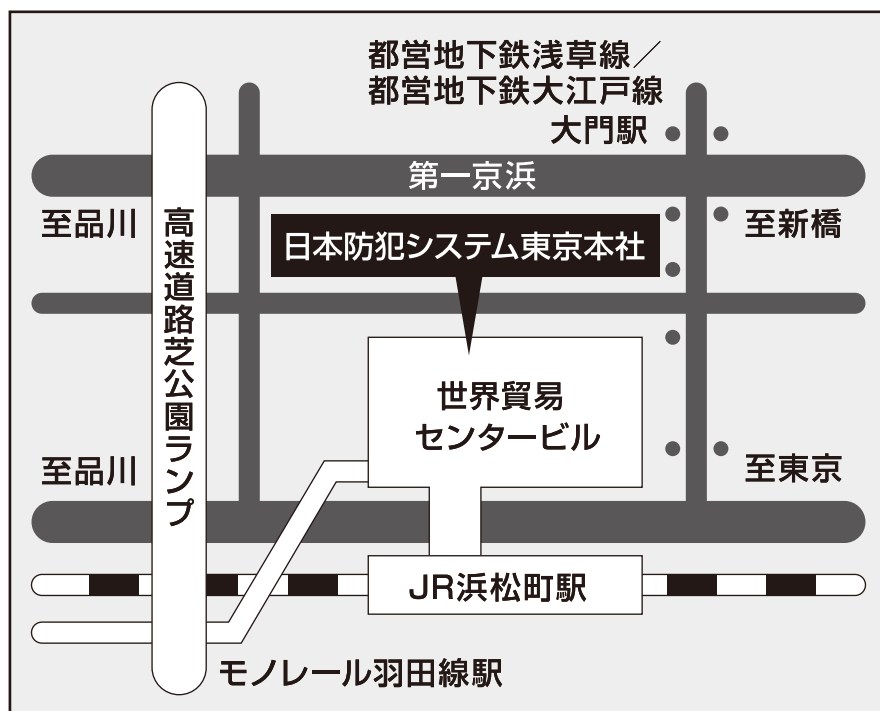 都営地下鉄浅草線／
都営地下鉄大江戸線
大門駅
第一京浜
至品川
至新橋
高速道路芝公園ランプ
日本防犯システム東京本社
世界貿易
センタービル
至品川
至東京
JR浜松町駅
モノレール羽田線駅